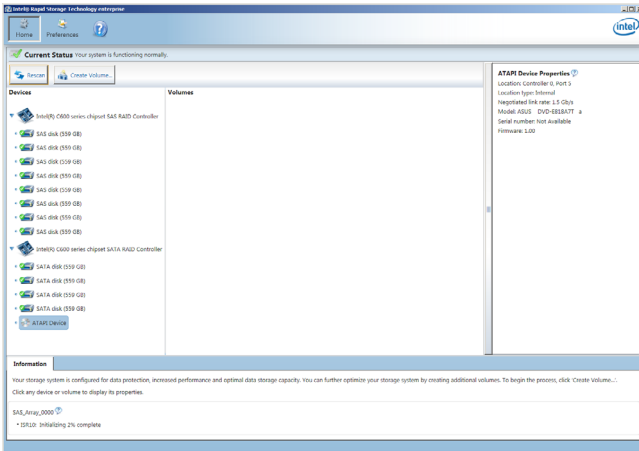 Intel® Rapid Storage Technology enterprise
Home
Preferences
intel
Current Status Your system is functioning normally.
Rescan
Create Volume...
Devices
Volumes
Intel(R) C600 series chipset SAS RAID Controller
SAS disk (559 GB)
SAS disk (559 GB)
SAS disk (559 GB)
SAS disk (559 GB)
SAS disk (559 GB)
SAS disk (559 GB)
SAS disk (559 GB)
SAS disk (559 GB)
Intel(R) C600 series chipset SATA RAID Controller
SATA disk (559 GB)
SATA disk (559 GB)
SATA disk (559 GB)
SATA disk (559 GB)
ATAPI Device
ATAPI Device Properties
Location: Controller 0, Port 5
Location type: Internal
Negotiated link rate: 1.5 Gb/s
Model: ASUS DVD-E818A7T a
Serial number: Not Available
Firmware: 1.00
Information
Your storage system is configured for data protection, increased performance and optimal data storage capacity. You can further optimize your storage system by creating additional volumes. To begin the process, click 'Create Volume...'.
Click any device or volume to display its properties.
SAS_Array_0000
• ISR10: Initializing 2% complete